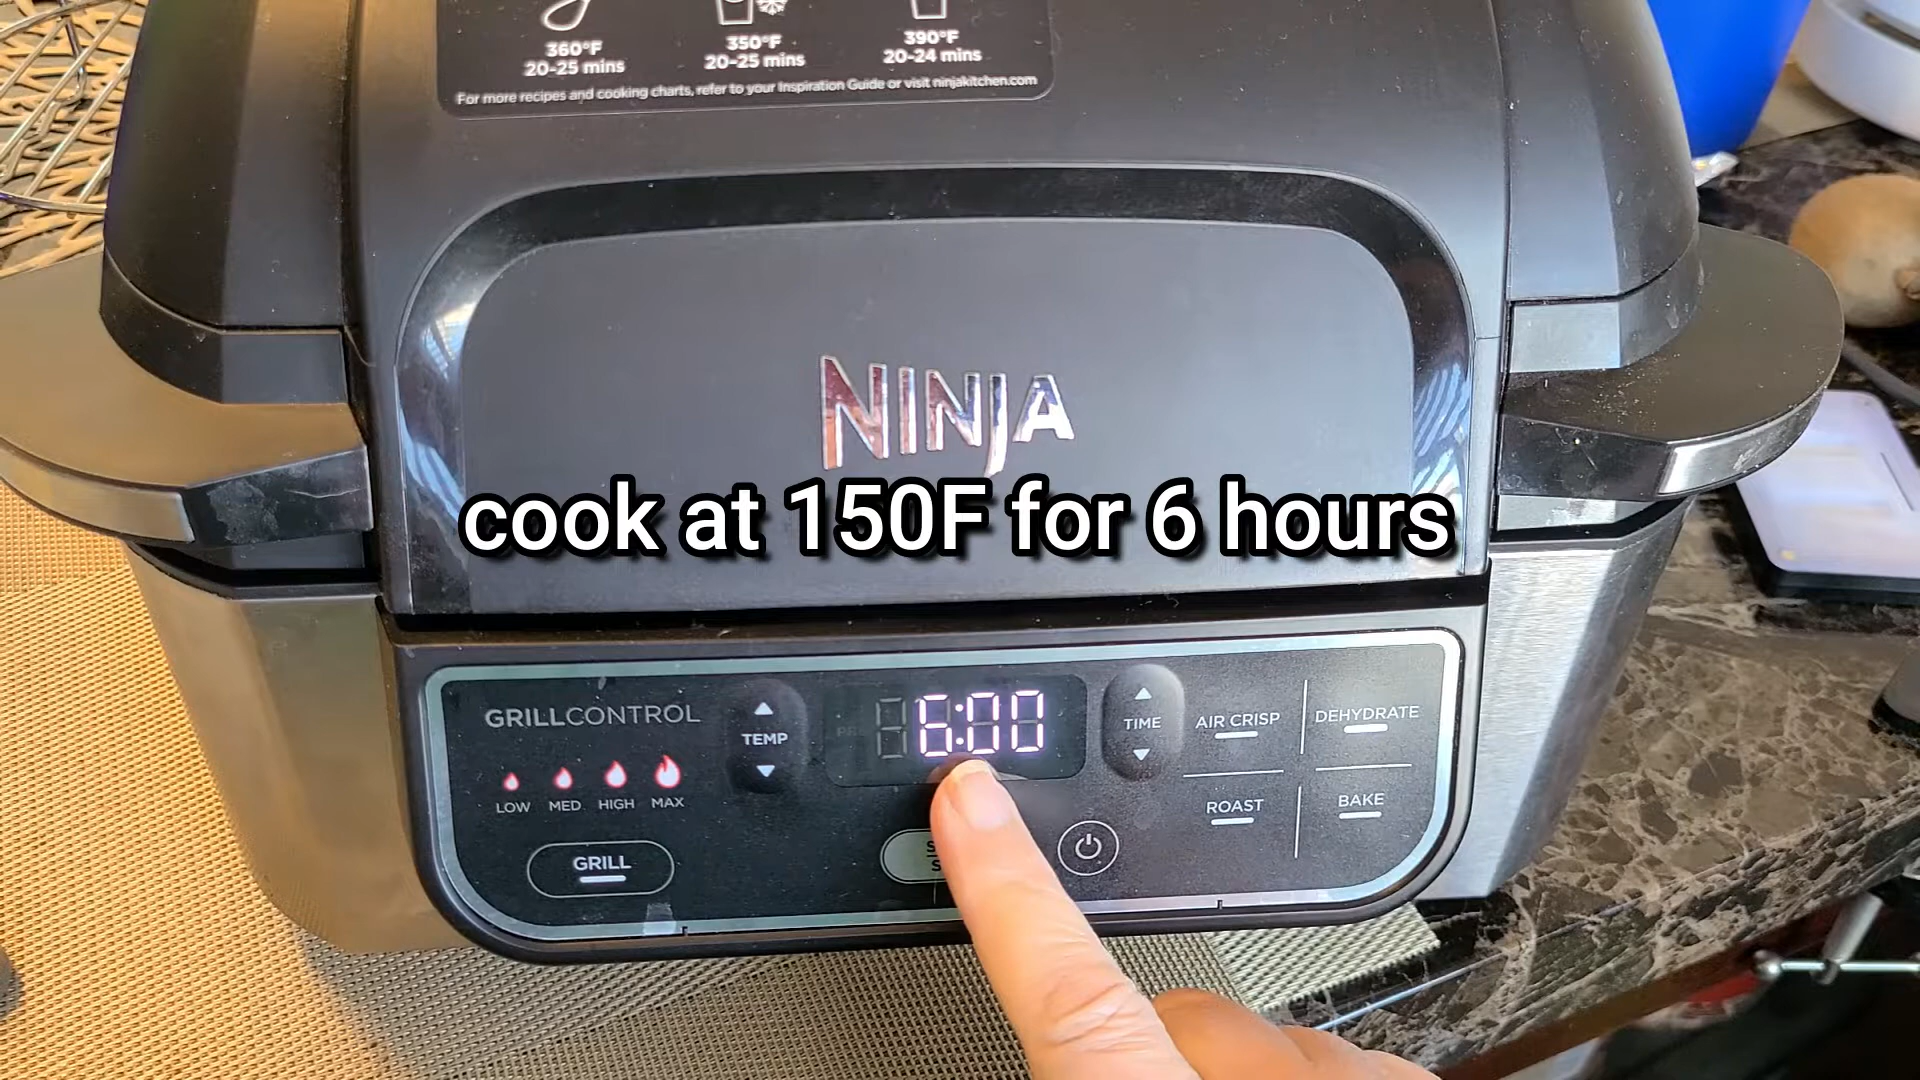 360°F
20-25 mins
350°F
20-25 mins
390°F
20-24 mins
For more recipes and cooking charts, refer to your Inspiration Guide or visit ninjakitchen.com
NINJA
cook at 150F for 6 hours
GRILLCONTROL
LOW
MED
HIGH
MAX
GRILL
TEMP
6:00
TIME
AIR CRISP
DEHYDRATE
ROAST
BAKE